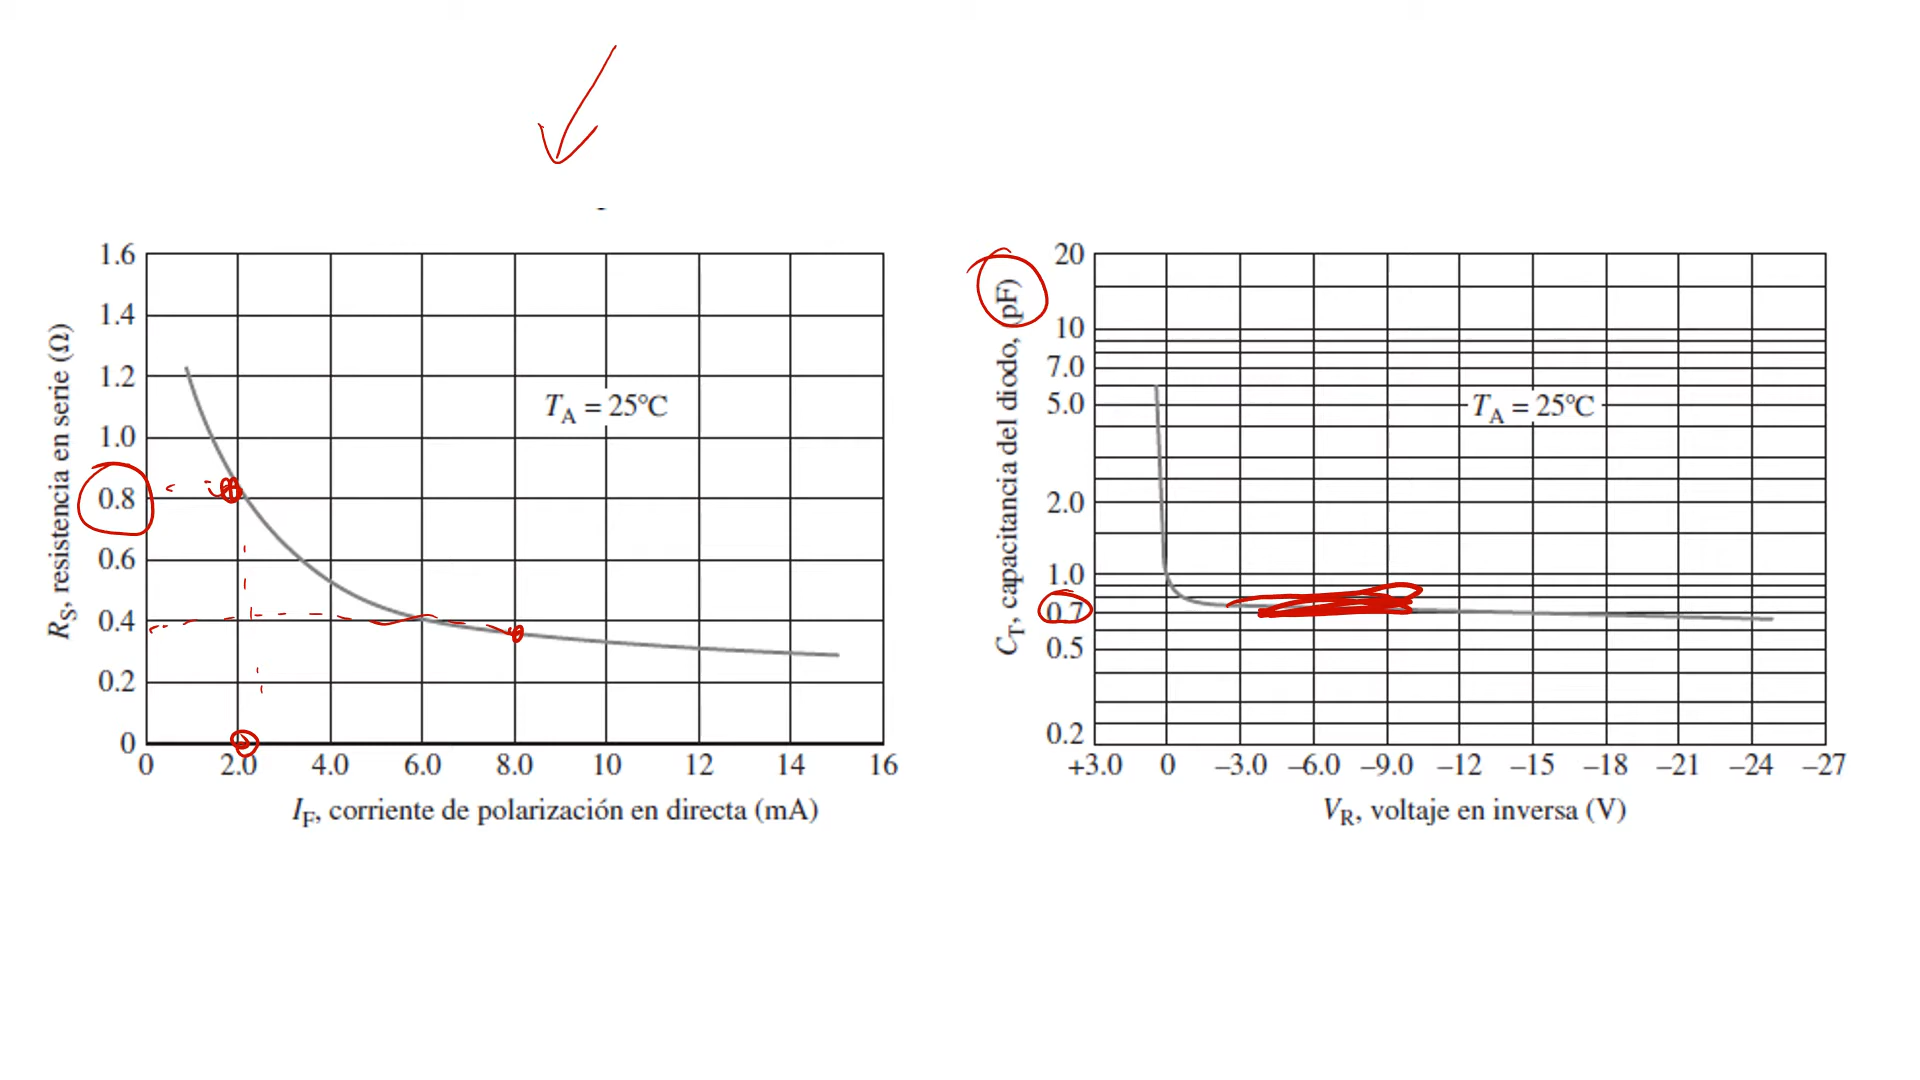 R_S, resistencia en serie (Ω)
1.6
1.4
1.2
1.0
0.8
0.6
0.4
0.2
0
T_A = 25°C
0 2.0 4.0 6.0 8.0 10 12 14 16
I_F, corriente de polarización en directa (mA)
C_T, capacitancia del diodo, (pF)
20
10
7.0
5.0
2.0
1.0
0.7
0.5
0.2
T_A = 25°C
+3.0 0 –3.0 –6.0 –9.0 –12 –15 –18 –21 –24 –27
V_R, voltaje en inversa (V)